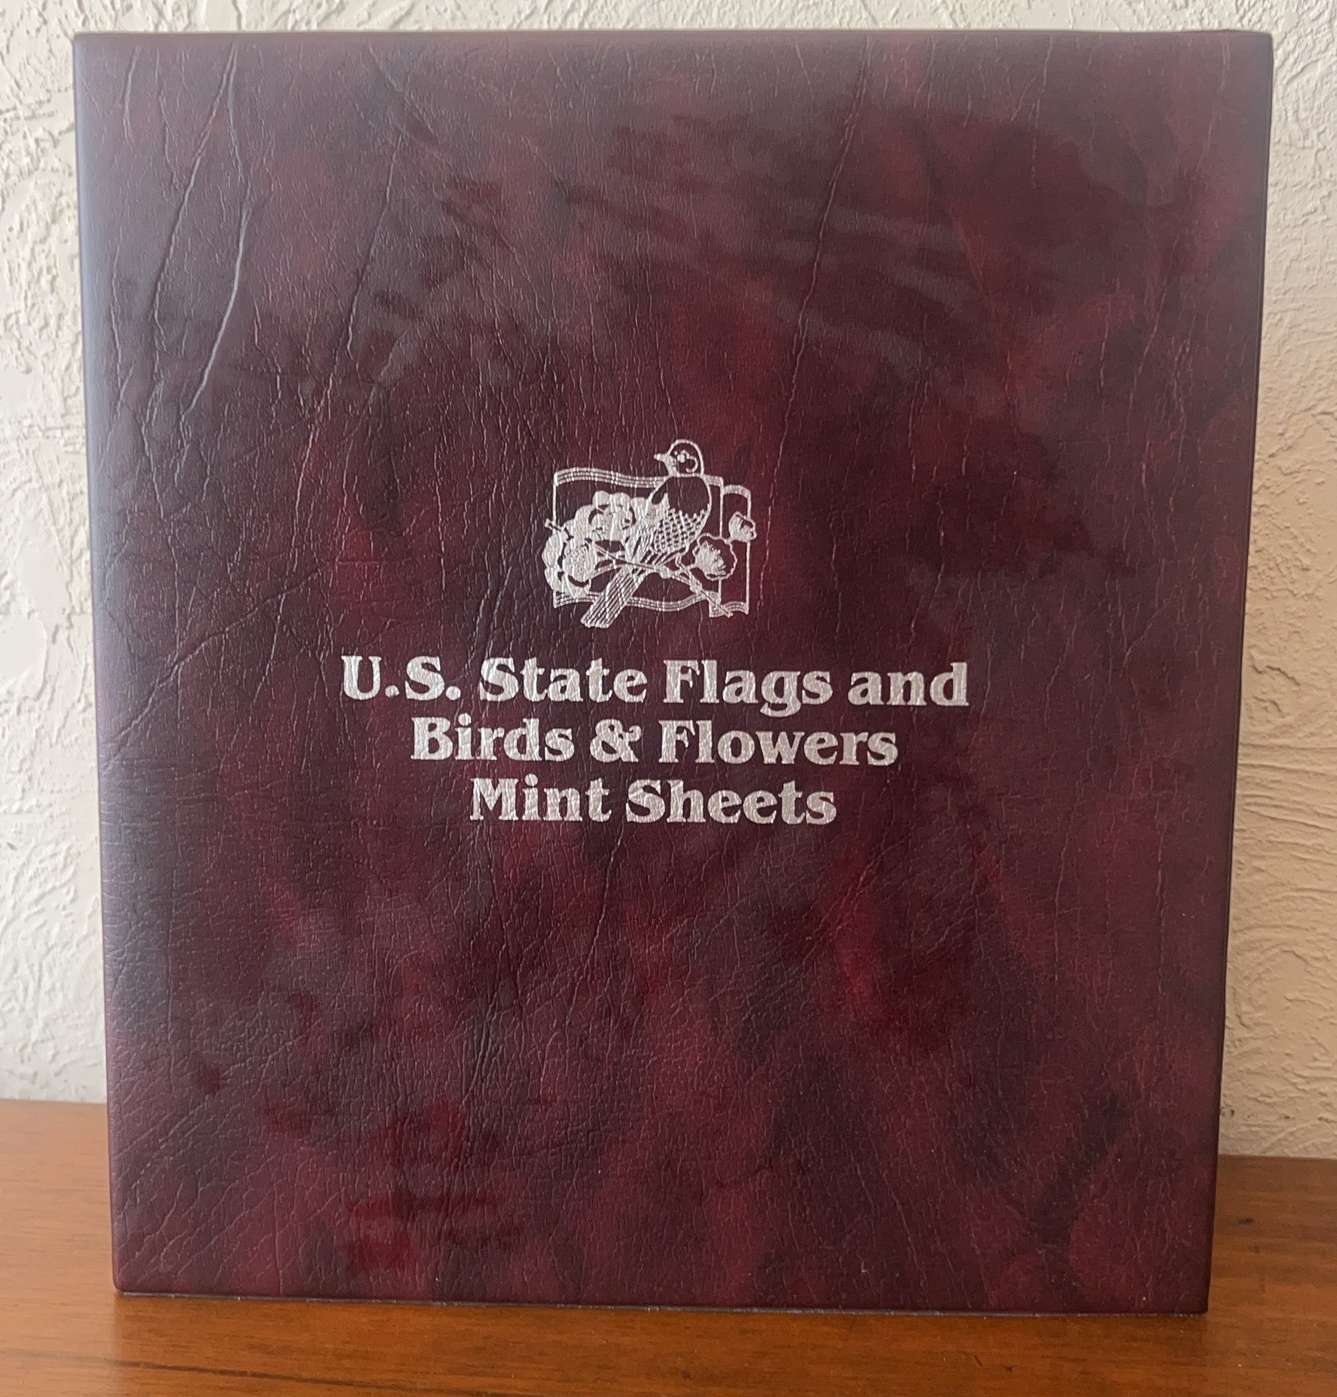 U.S. State Flags and
Birds & Flowers
Mint Sheets